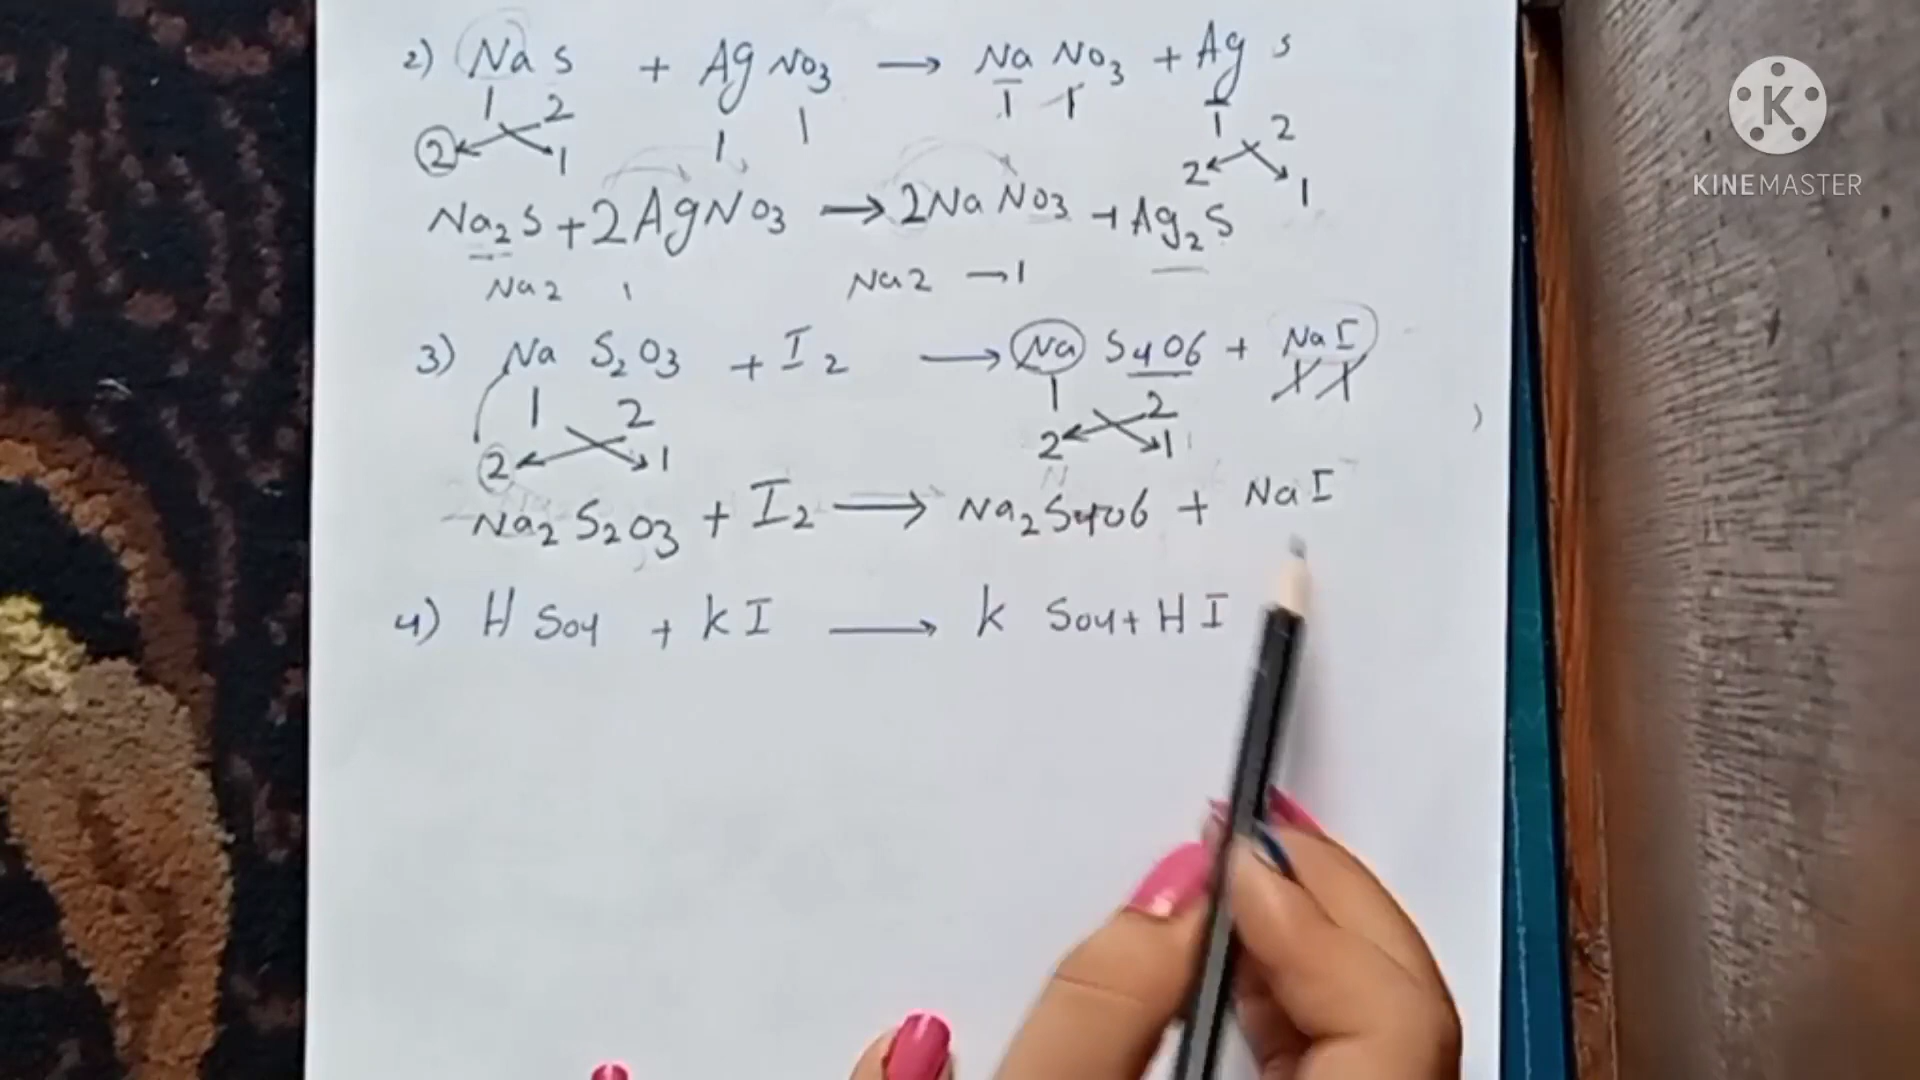 2) Na S + Ag NO3 → Na NO3 + Ag S
1 2 1 1 1 1 1 2
2 1 2 1
Na2S + 2AgNO3 → 2NaNO3 + Ag2S
Na2 1 Na2 → 1
3) Na S2O3 + I2 → Na S4O6 + NaI
1 2 1 2
2 1 2 1
Na2S2O3 + I2 → Na2S4O6 + NaI
4) H SO4 + KI → K SO4 + HI
K
KINEMASTER